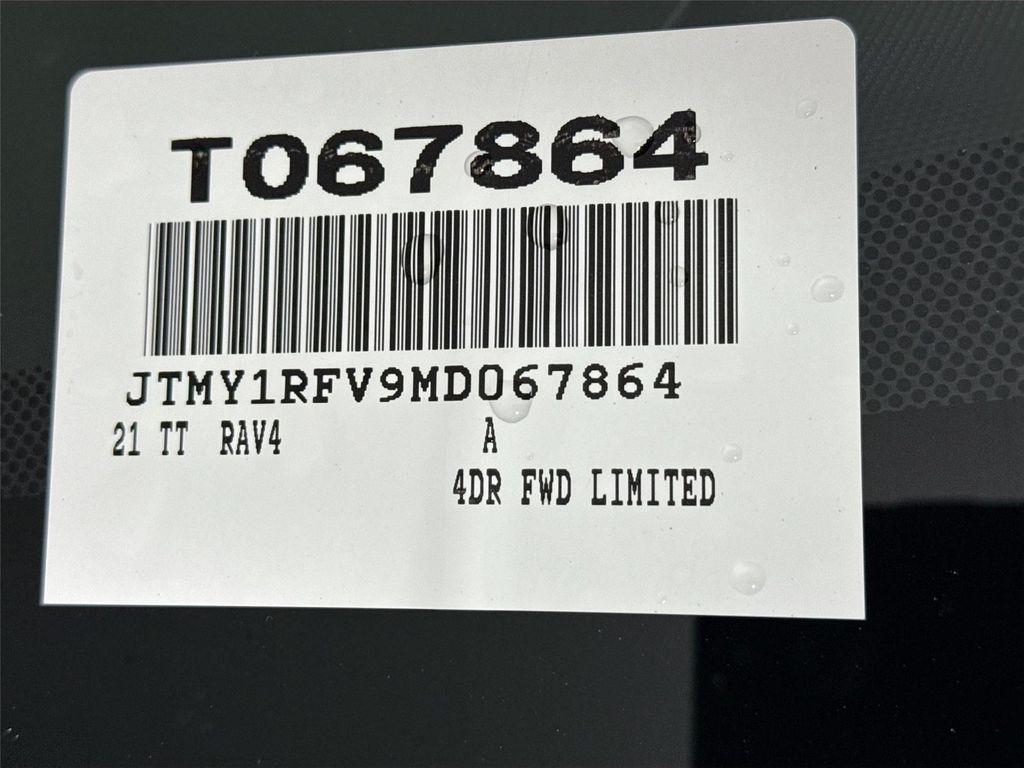 T067864
JTMY1RFV9MD067864
21 TT RAV4 A
4DR FWD LIMITED